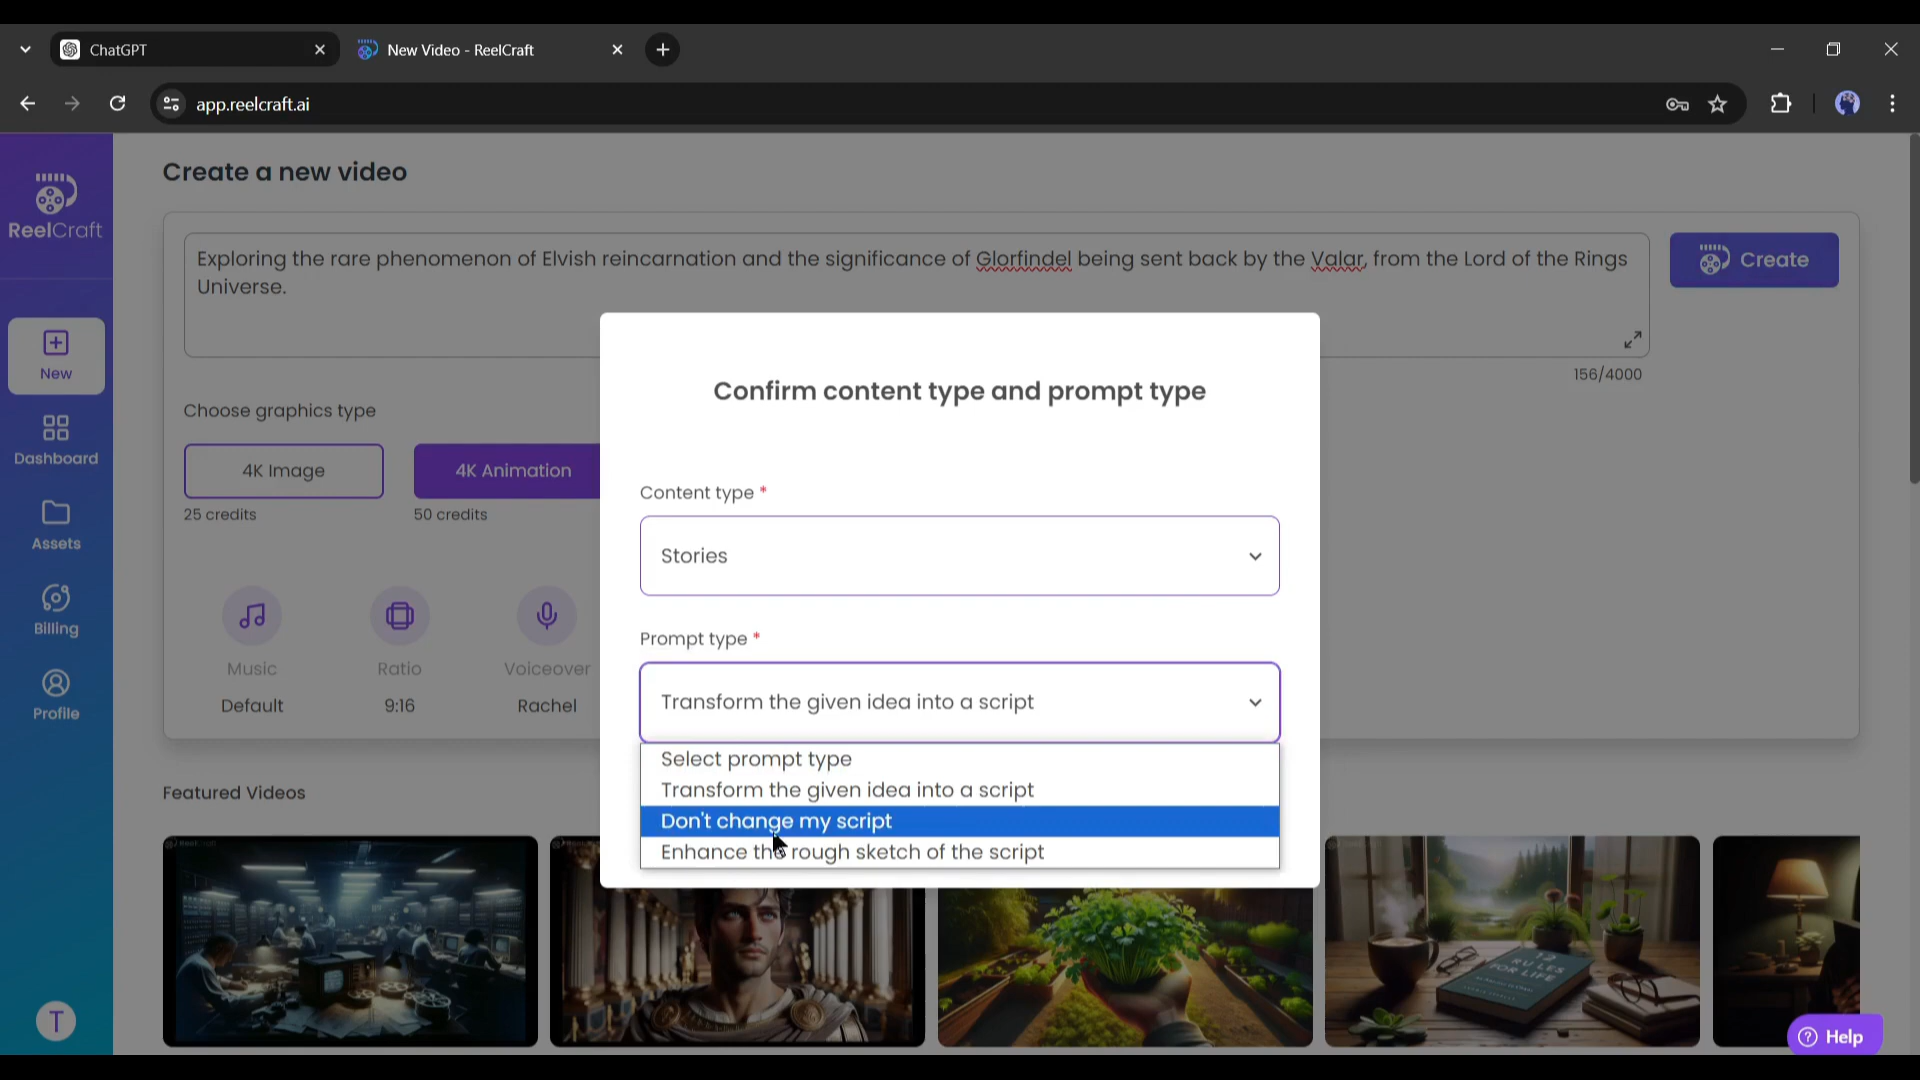 ChatGPT
New Video - ReelCraft
app.reelcraft.ai
ReelCraft
New
Dashboard
Assets
Billing
Profile
T
Create a new video
Exploring the rare phenomenon of Elvish reincarnation and the significance of Glorfindel being sent back by the Valar, from the Lord of the Rings
Universe.
156/4000
Create
Choose graphics type
4K Image
25 credits
4K Animation
50 credits
Music
Default
Ratio
9:16
Voiceover
Rachel
Confirm content type and prompt type
Content type *
Stories
Prompt type *
Transform the given idea into a script
Select prompt type
Transform the given idea into a script
Don't change my script
Enhance the rough sketch of the script
Featured Videos
12
RULES
FOR LIFE
Help